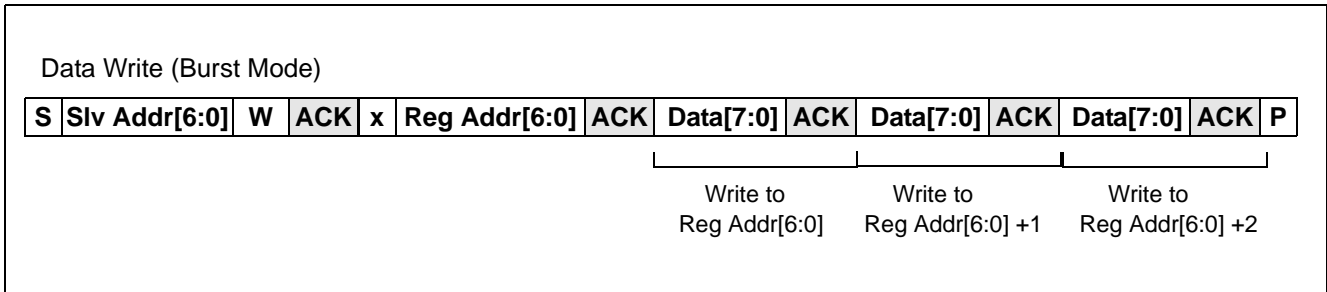 Data Write (Burst Mode)
S Slv Addr[6:0] W ACK x Reg Addr[6:0] ACK Data[7:0] ACK Data[7:0] ACK Data[7:0] ACK P
Write to Write to Write to
Reg Addr[6:0] Reg Addr[6:0] +1 Reg Addr[6:0] +2